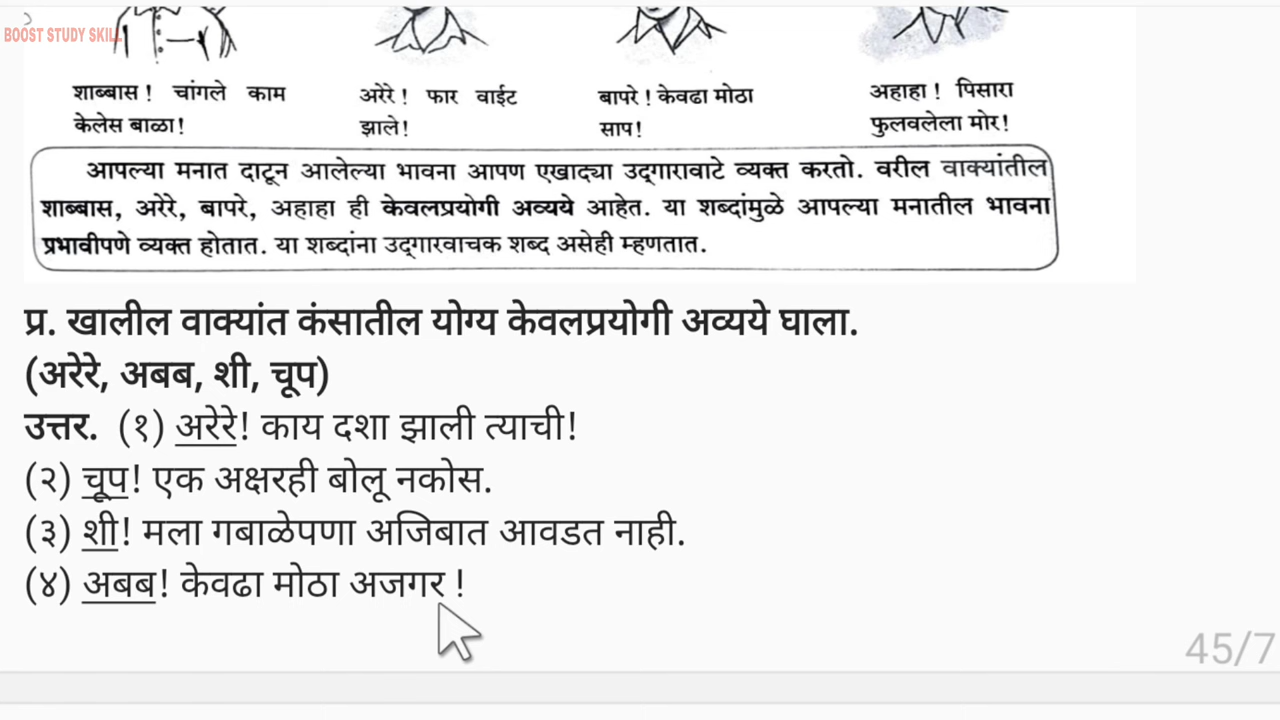 BOOST STUDY SKILL
शाब्बास! चांगले काम
केलेस बाळा!
अरेरे! फार वाईट
झाले!
बापरे! केवढा मोठा
साप!
अहाहा! पिसारा
फुलवलेला मोर!
आपल्या मनात दाटून आलेल्या भावना आपण एखाद्या उद्‌गारावाटे व्यक्त करतो. वरील वाक्यांतील
शाब्बास, अरेरे, बापरे, अहाहा ही केवलप्रयोगी अव्यये आहेत. या शब्दांमुळे आपल्या मनातील भावना
प्रभावीपणे व्यक्त होतात. या शब्दांना उद्‌गारवाचक शब्द असेही म्हणतात.
प्र. खालील वाक्यांत कंसातील योग्य केवलप्रयोगी अव्यये घाला.
(अरेरे, अबब, शी, चूप)
उत्तर. (१) अरेरे! काय दशा झाली त्याची!
(२) चूप! एक अक्षरही बोलू नकोस.
(३) शी! मला गबाळेपणा अजिबात आवडत नाही.
(४) अबब! केवढा मोठा अजगर !
45/7